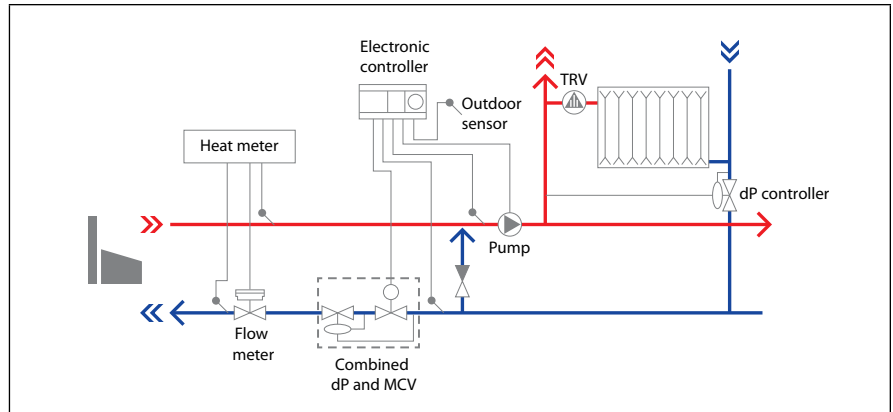 Electronic
controller
TRV
Outdoor
sensor
Heat meter
dP controller
Pump
Flow
meter
Combined
dP and MCV